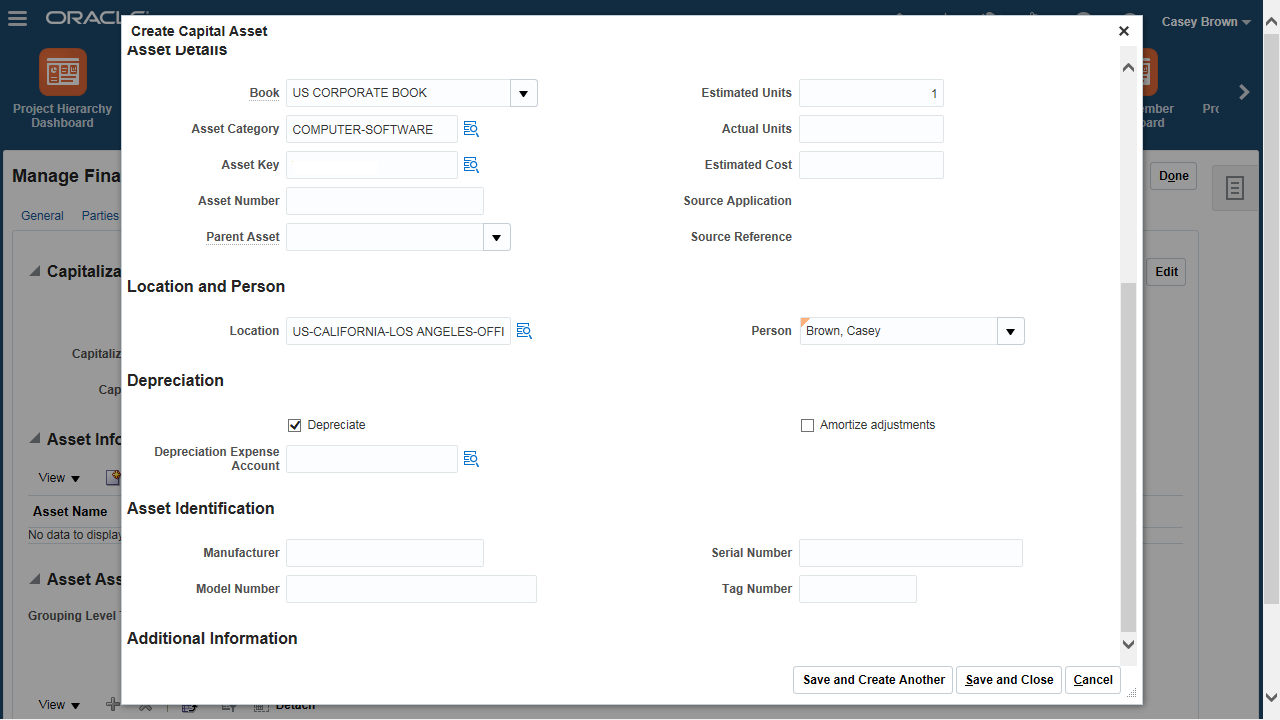 ORACLE
Casey Brown
Project Hierarchy
Dashboard
Manage Fina
Done
General
Parties
Capitaliza
Edit
Capitaliz
Cap
Asset Info
View
Asset Name
No data to display
Asset Ass
Grouping Level
View
Detach
Create Capital Asset
Asset Details
Book
US CORPORATE BOOK
Estimated Units
1
Asset Category
COMPUTER-SOFTWARE
Actual Units
Asset Key
Estimated Cost
Asset Number
Source Application
Parent Asset
Source Reference
Location and Person
Location
US-CALIFORNIA-LOS ANGELES-OFFI
Person
Brown, Casey
Depreciation
Depreciate
Amortize adjustments
Depreciation Expense
Account
Asset Identification
Manufacturer
Serial Number
Model Number
Tag Number
Additional Information
Save and Create Another
Save and Close
Cancel